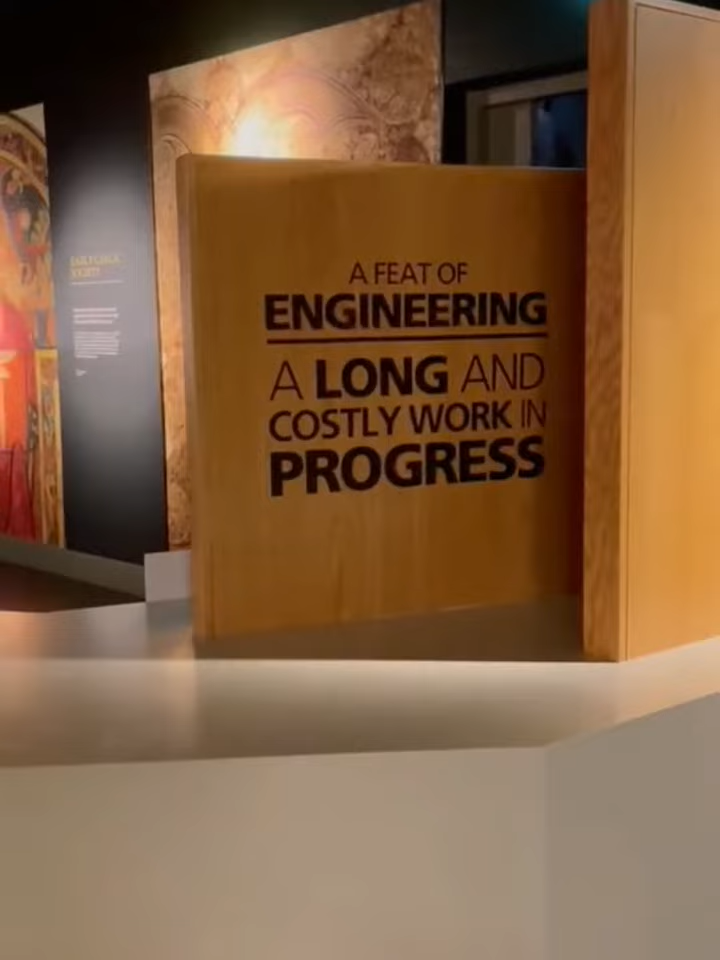 A FEAT OF
ENGINEERING
A LONG AND
COSTLY WORK IN
PROGRESS